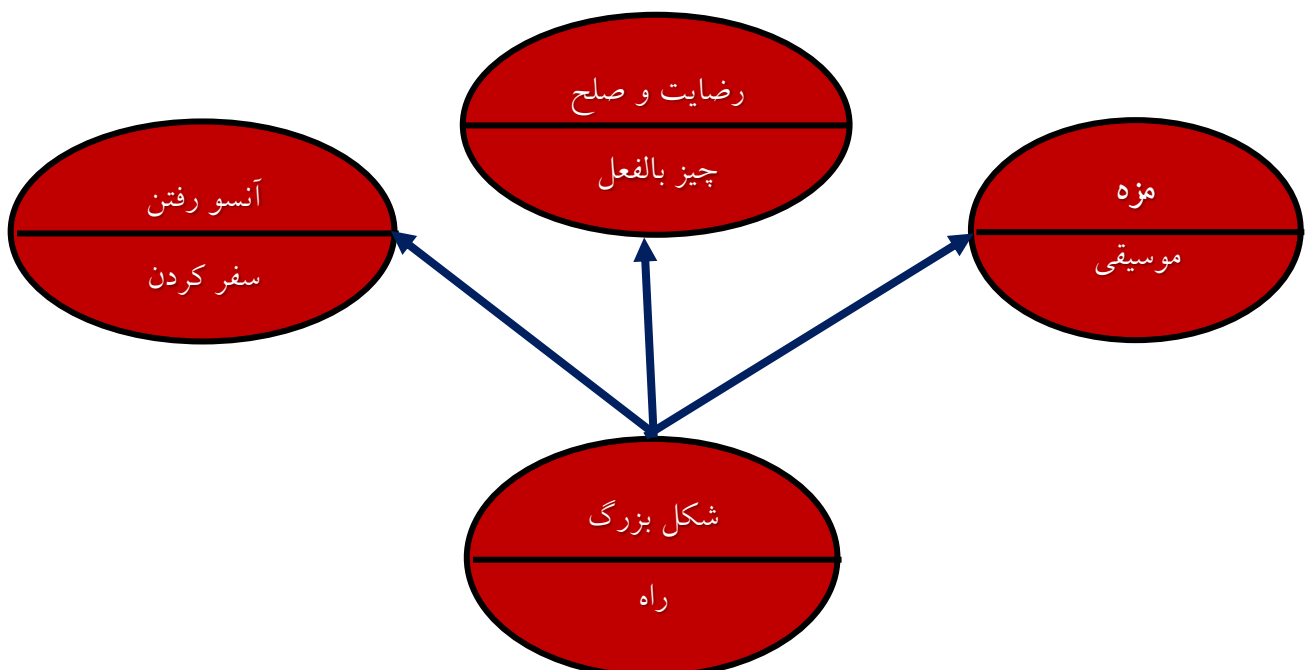 رضایت و صلح
چیز بالفعل
مزه
موسیقی
آنسو رفتن
سفر کردن
شکل بزرگ
راه